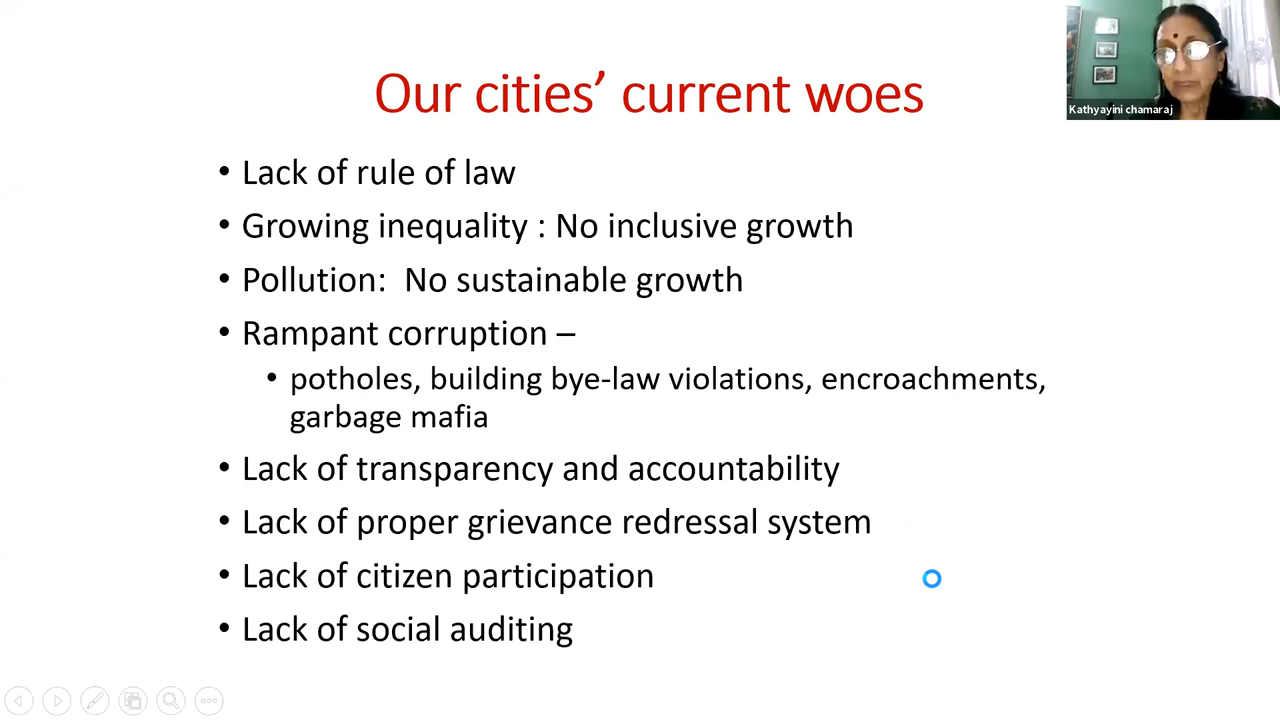 Our cities’ current woes
Kathyayini chamaraj
• Lack of rule of law
• Growing inequality : No inclusive growth
• Pollution:  No sustainable growth
• Rampant corruption –
• potholes, building bye-law violations, encroachments,
garbage mafia
• Lack of transparency and accountability
• Lack of proper grievance redressal system
• Lack of citizen participation
• Lack of social auditing